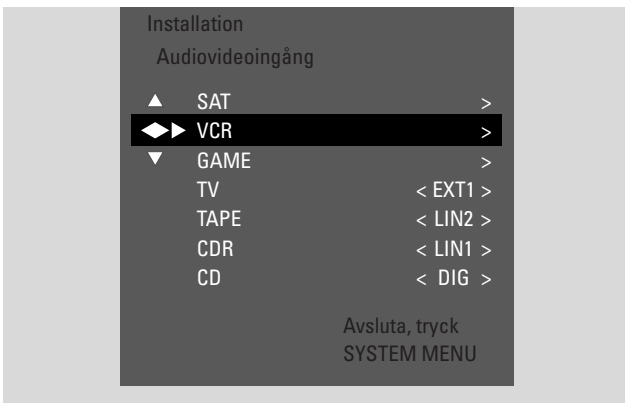 Installation
Audiovideoingång
SAT >
VCR >
GAME >
TV < EXT1 >
TAPE < LIN2 >
CDR < LIN1 >
CD < DIG >
Avsluta, tryck
SYSTEM MENU